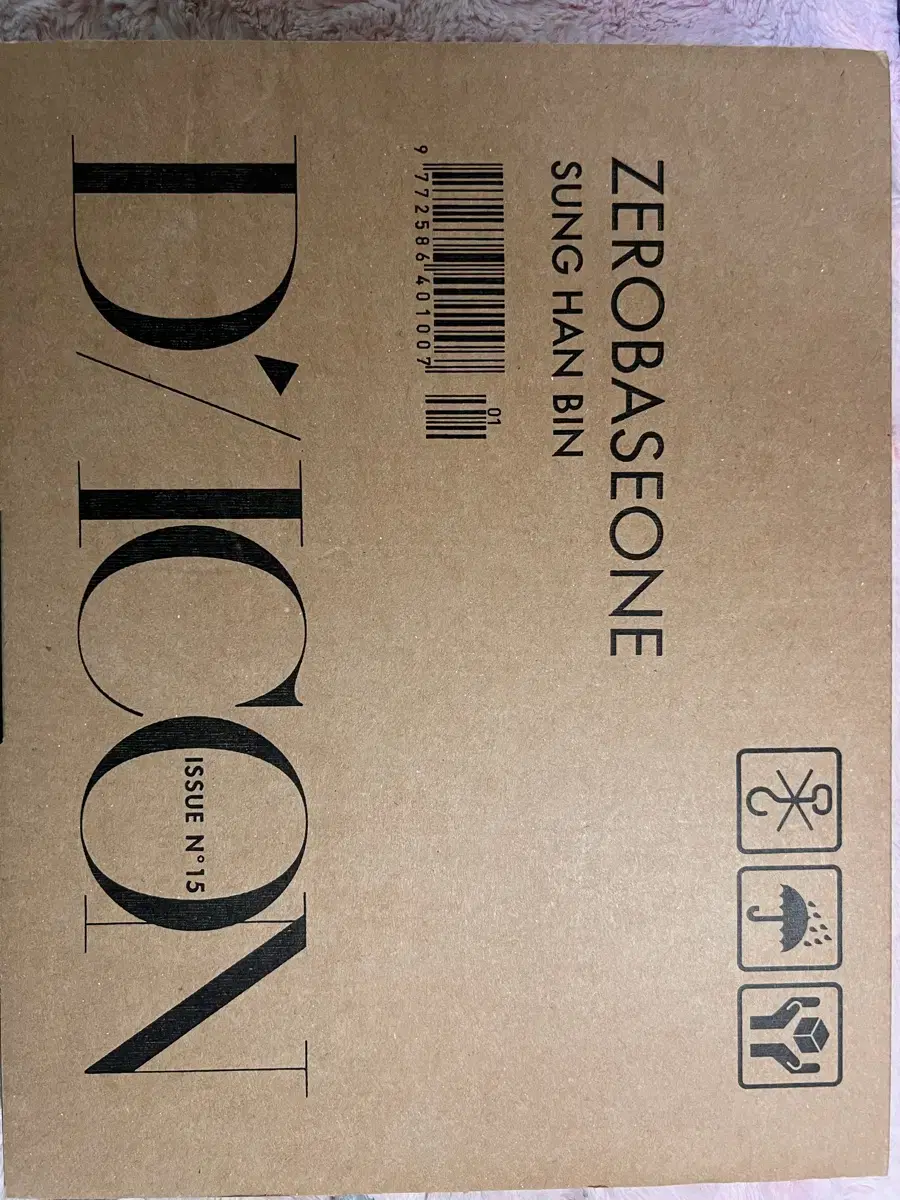 ZEROBASEONE
SUNG HAN BIN
01
9 772586 401007
D'/ICON
ISSUE N°15